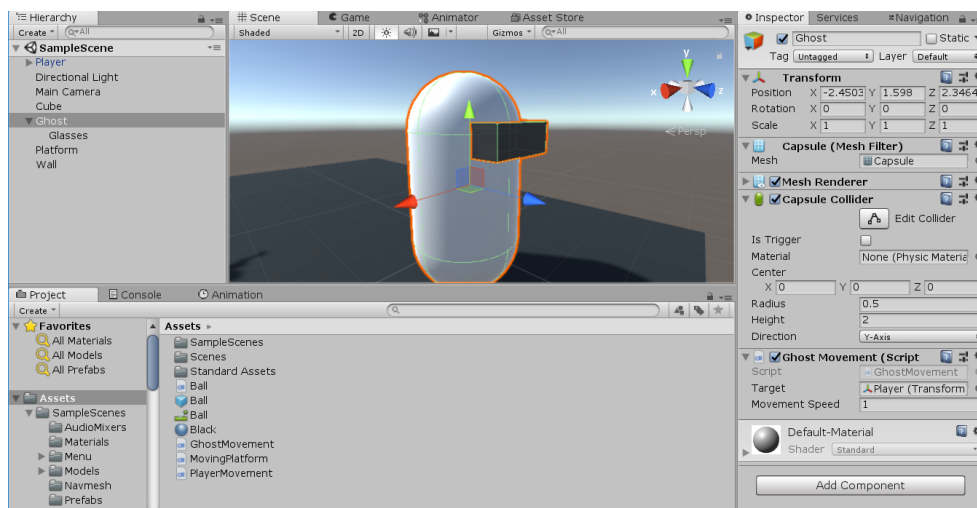 Hierarchy
Create All
SampleScene
Player
Directional Light
Main Camera
Cube
Ghost
Glasses
Platform
Wall
Scene Game Animator Asset Store
Shaded 2D Gizmos All
y
x z
Persp
Inspector Services Navigation
Ghost Static
Tag Untagged Layer Default
Transform
Position X -2.4503 Y 1.598 Z 2.3464
Rotation X 0 Y 0 Z 0
Scale X 1 Y 1 Z 1
Capsule (Mesh Filter)
Mesh Capsule
Mesh Renderer
Capsule Collider
Edit Collider
Is Trigger
Material None (Physic Materia
Center
X 0 Y 0 Z 0
Radius 0.5
Height 2
Direction Y-Axis
Ghost Movement (Script
Script GhostMovement
Target Player (Transform)
Movement Speed 1
Default-Material
Shader Standard
Add Component
Project Console Animation
Create
Favorites
All Materials
All Models
All Prefabs
Assets
SampleScenes
AudioMixers
Materials
Menu
Models
Navmesh
Prefabs
Assets
SampleScenes
Scenes
Standard Assets
Ball
Ball
Ball
Black
GhostMovement
MovingPlatform
PlayerMovement